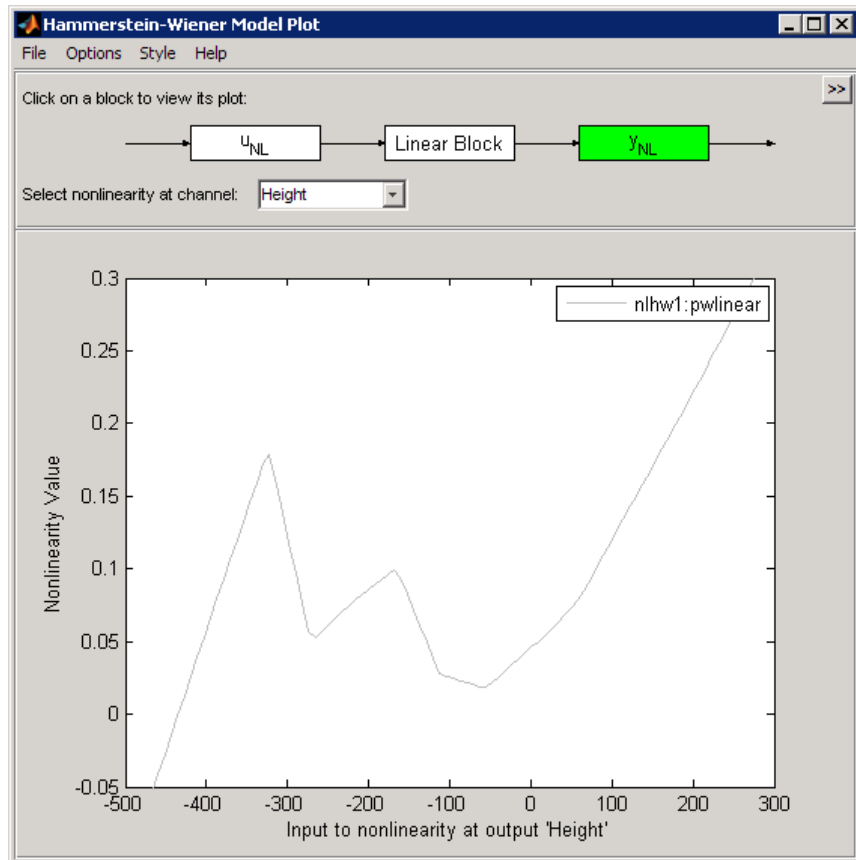 Hammerstein-Wiener Model Plot
File Options Style Help
Click on a block to view its plot:
>>
u_NL
Linear Block
y_NL
Select nonlinearity at channel: Height
nlhw1:pwlinear
0.3
0.25
0.2
0.15
0.1
0.05
0
-0.05
Nonlinearity Value
-500 -400 -300 -200 -100 0 100 200 300
Input to nonlinearity at output 'Height'